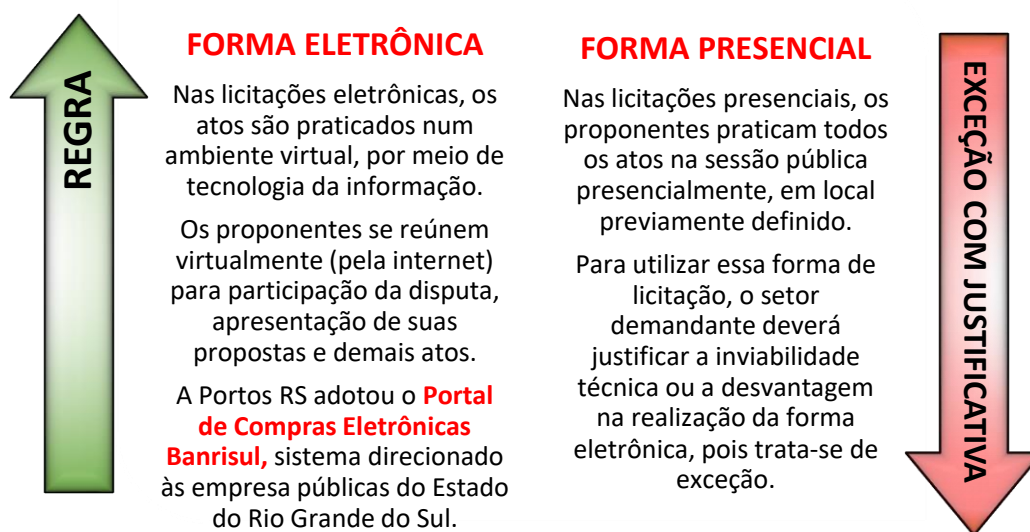 REGRA
FORMA ELETRÔNICA
Nas licitações eletrônicas, os
atos são praticados num
ambiente virtual, por meio de
tecnologia da informação.
Os proponentes se reúnem
virtualmente (pela internet)
para participação da disputa,
apresentação de suas
propostas e demais atos.
A Portos RS adotou o Portal
de Compras Eletrônicas
Banrisul, sistema direcionado
às empresa públicas do Estado
do Rio Grande do Sul.
FORMA PRESENCIAL
Nas licitações presenciais, os
proponentes praticam todos
os atos na sessão pública
presencialmente, em local
previamente definido.
Para utilizar essa forma de
licitação, o setor
demandante deverá
justificar a inviabilidade
técnica ou a desvantagem
na realização da forma
eletrônica, pois trata-se de
exceção.
EXCEÇÃO COM JUSTIFICATIVA